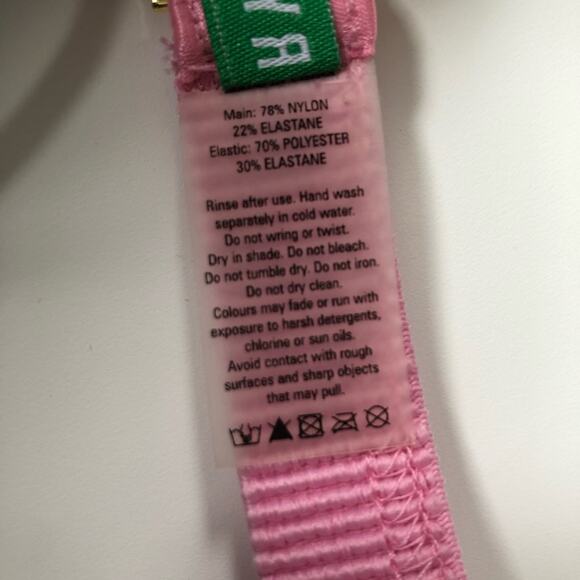 YA
Main: 78% NYLON
22% ELASTANE
Elastic: 70% POLYESTER
30% ELASTANE
Rinse after use. Hand wash
separately in cold water.
Do not wring or twist.
Dry in shade. Do not bleach.
Do not tumble dry. Do not iron.
Do not dry clean.
Colours may fade or run with
exposure to harsh detergents,
chlorine or sun oils.
Avoid contact with rough
surfaces and sharp objects
that may pull.